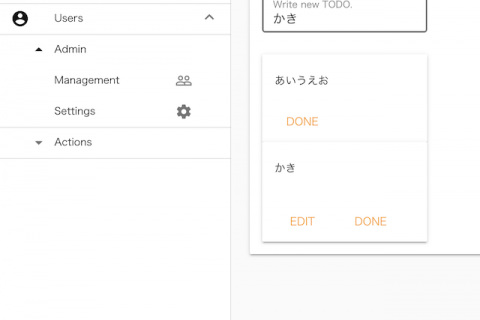 Users
Admin
Management
Settings
Actions
Write new TODO.
かき
あいうえお
DONE
かき
EDIT DONE